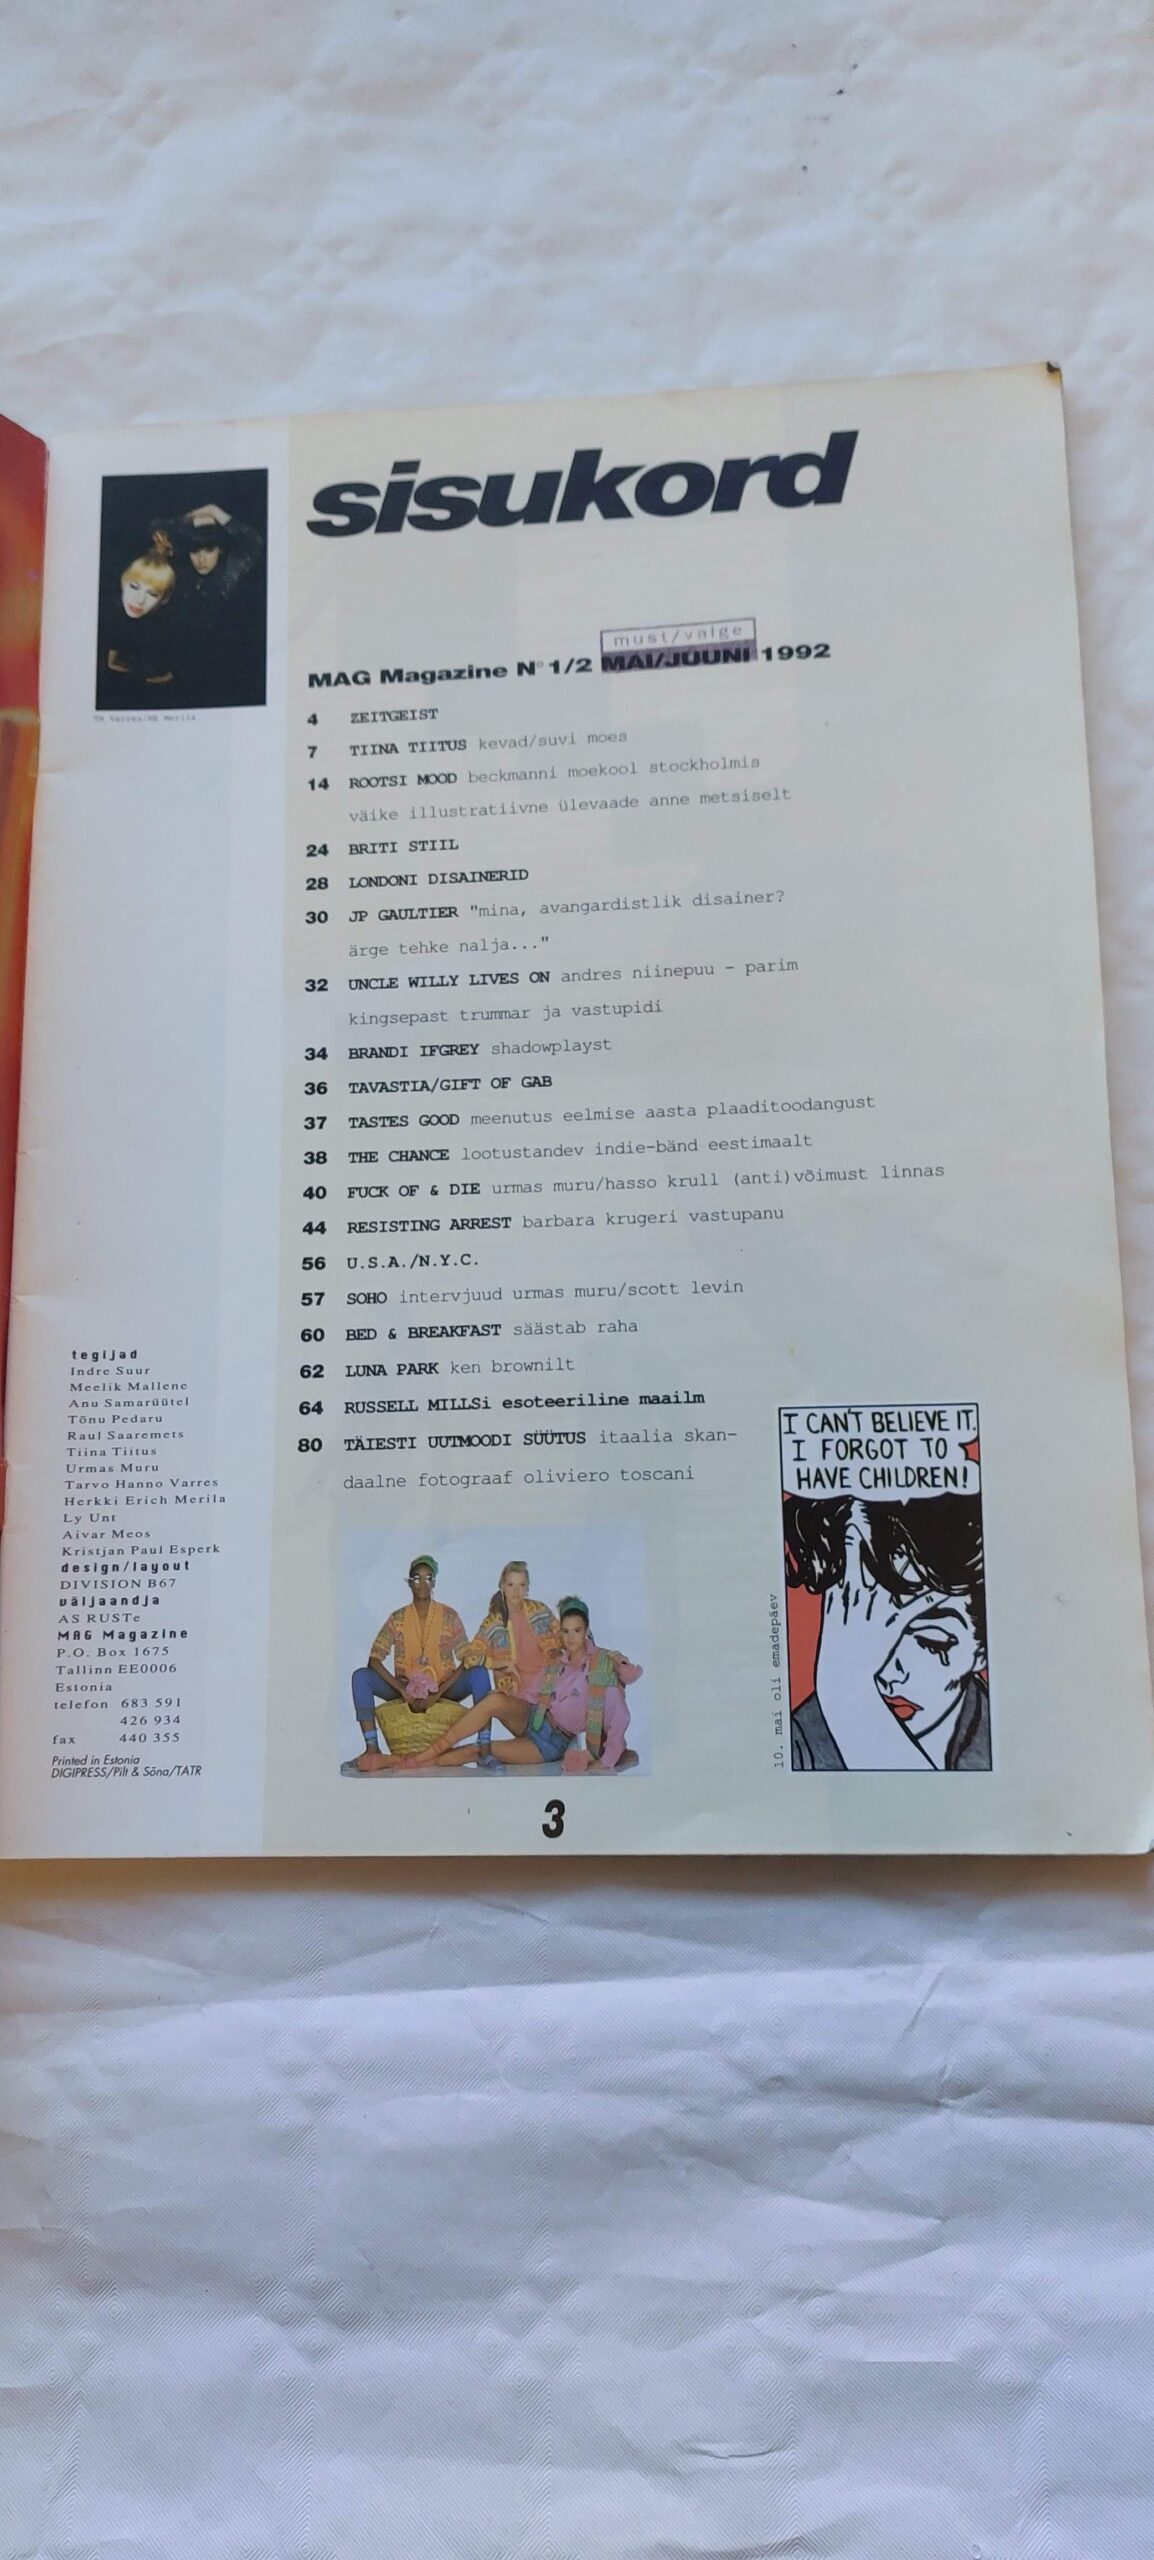 sisukord
must/valge
MAG Magazine N° 1/2 MAI/JUUNI 1992
4 ZEITGEIST
7 TIINA TIITUS kevad/suvi moes
14 ROOTSI MOOD beckmanni moekool stockholmis
väike illustratiivne ülevaade anne metsiselt
24 BRITI STIIL
28 LONDONI DISAINERID
30 JP GAULTIER "mina, avangardistlik disainer?
ärge tehke nalja..."
32 UNCLE WILLY LIVES ON andres niinepuu - parim
kingsepast trummar ja vastupidi
34 BRANDI IFGREY shadowplayst
36 TAVASTIA/GIFT OF GAB
37 TASTES GOOD meenutus eelmise aasta plaaditoodangust
38 THE CHANCE lootustandev indie-bänd eestimaalt
40 FUCK OF & DIE urmas muru/hasso krull (anti)võimust linnas
44 RESISTING ARREST barbara krugeri vastupanu
56 U.S.A./N.Y.C.
57 SOHO intervjuud urmas muru/scott levin
60 BED & BREAKFAST säästab raha
62 LUNA PARK ken brownilt
64 RUSSELL MILLSi esoteeriline maailm
80 TÄIESTI UUTMOODI SÜÜTUS itaalia skan-
daalne fotograaf oliviero toscani
TH Varres/HE Merila
tegijad
Indre Suur
Meelik Mallene
Anu Samarüütel
Tõnu Pedaru
Raul Saaremets
Tiina Tiitus
Urmas Muru
Tarvo Hanno Varres
Herkki Erich Merila
Ly Unt
Aivar Meos
Kristjan Paul Esperk
design/layout
DIVISION B67
väljaandja
AS RUSTe
MAG Magazine
P.O. Box 1675
Tallinn EE0006
Estonia
telefon 683 591
426 934
fax 440 355
Printed in Estonia
DIGIPRESS/Pilt & Sõna/TATR
I CAN'T BELIEVE IT.
I FORGOT TO
HAVE CHILDREN!
10. mai oli emadepäev
3